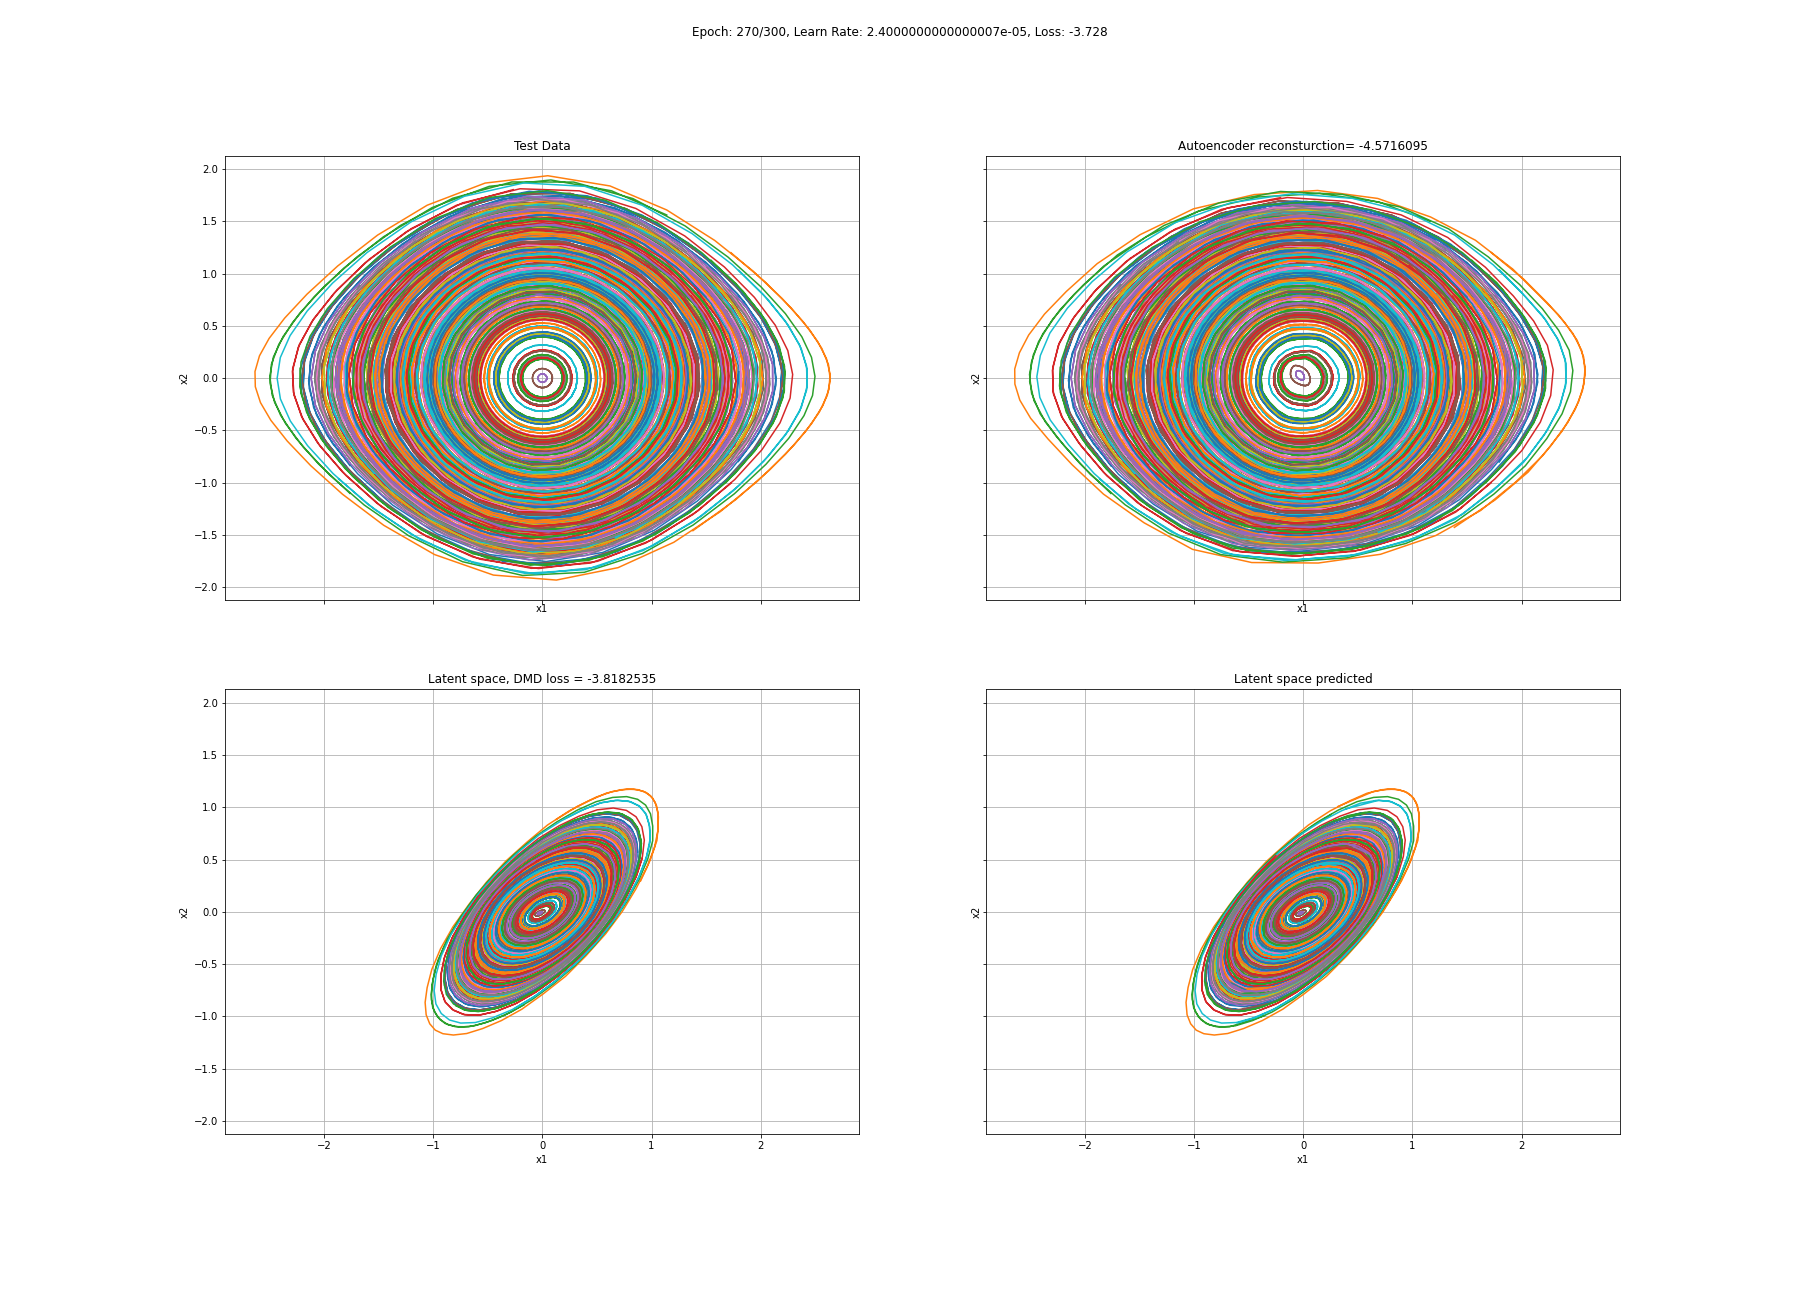 Epoch: 270/300, Learn Rate: 2.4000000000000007e-05, Loss: -3.728
Test Data
2.0
1.5
1.0
0.5
0.0
−0.5
−1.0
−1.5
−2.0
x2
x1
Autoencoder reconsturction= -4.5716095
x2
x1
Latent space, DMD loss = -3.8182535
2.0
1.5
1.0
0.5
0.0
−0.5
−1.0
−1.5
−2.0
x2
−2 −1 0 1 2
x1
Latent space predicted
x2
−2 −1 0 1 2
x1